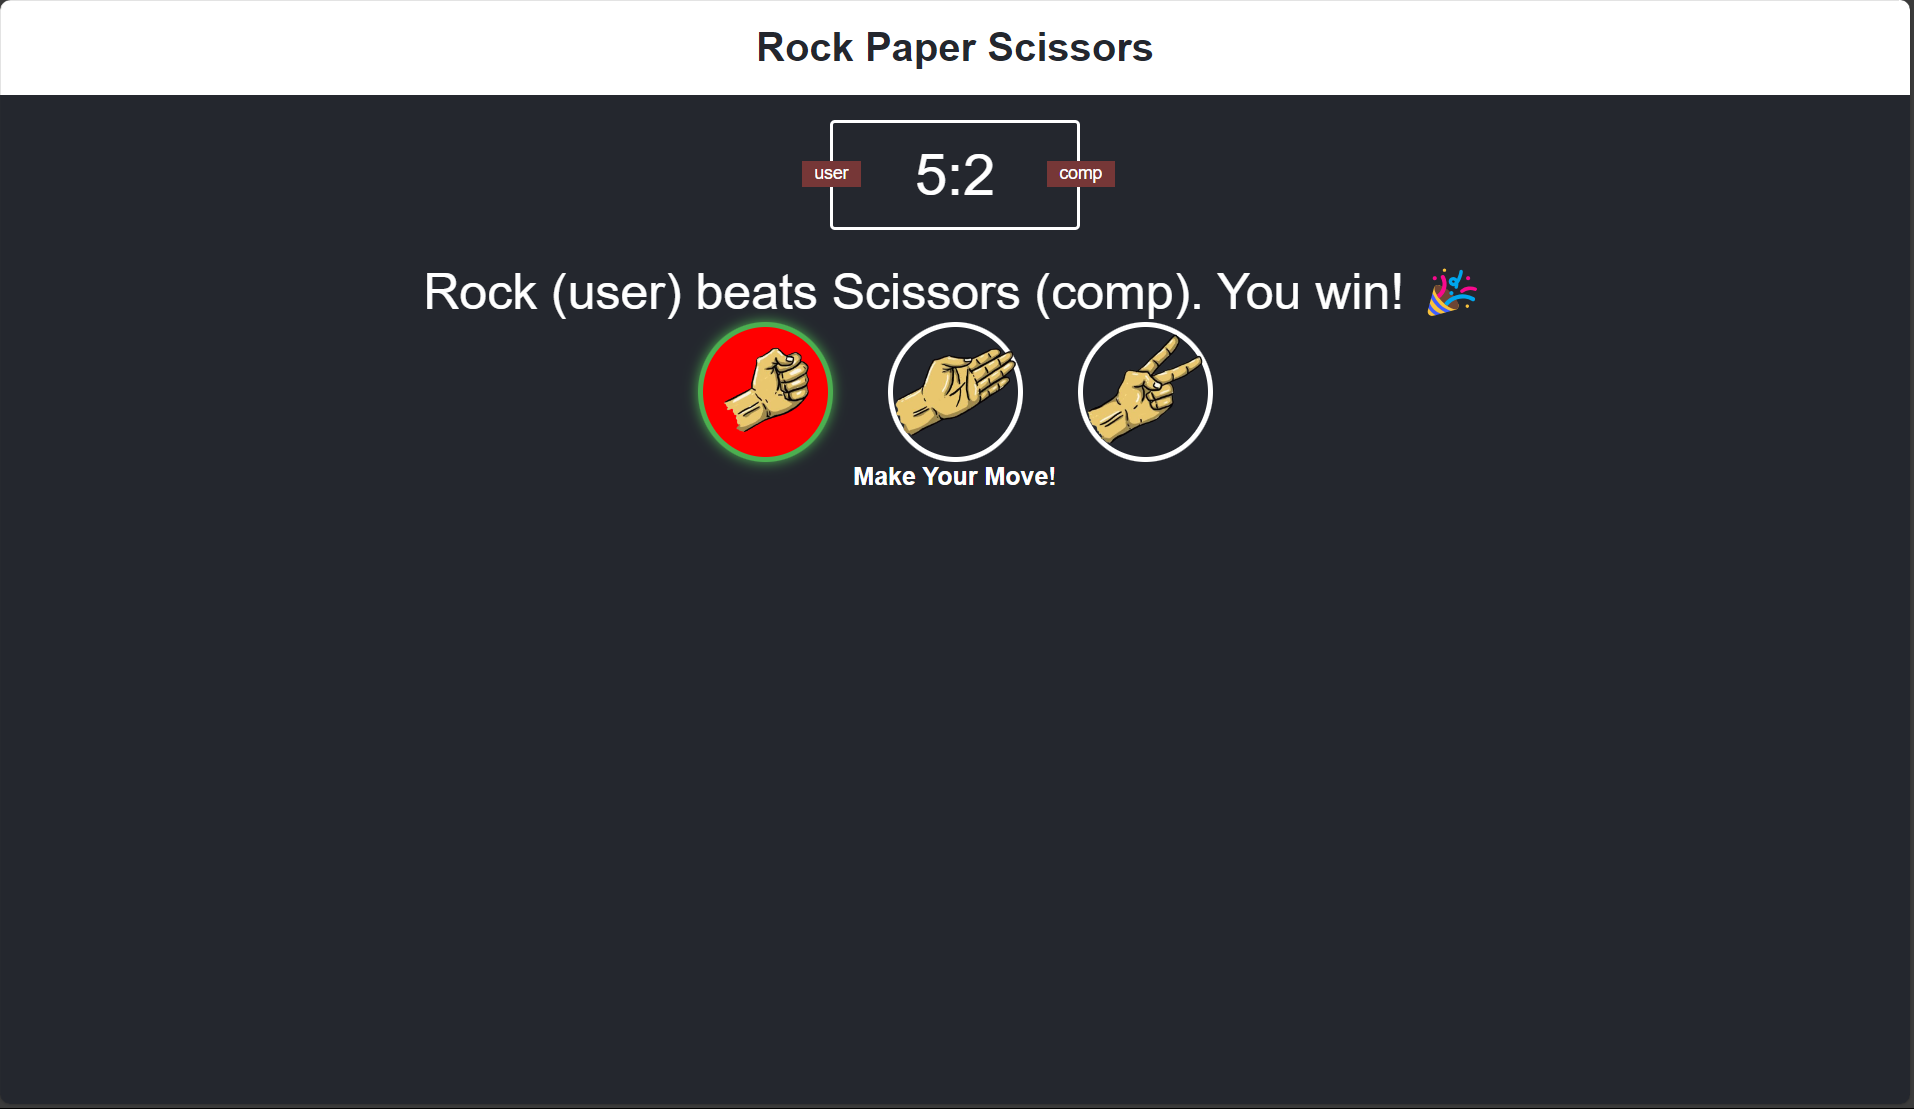 Rock Paper Scissors
user
5:2
comp
Rock (user) beats Scissors (comp). You win! 🎉
Make Your Move!